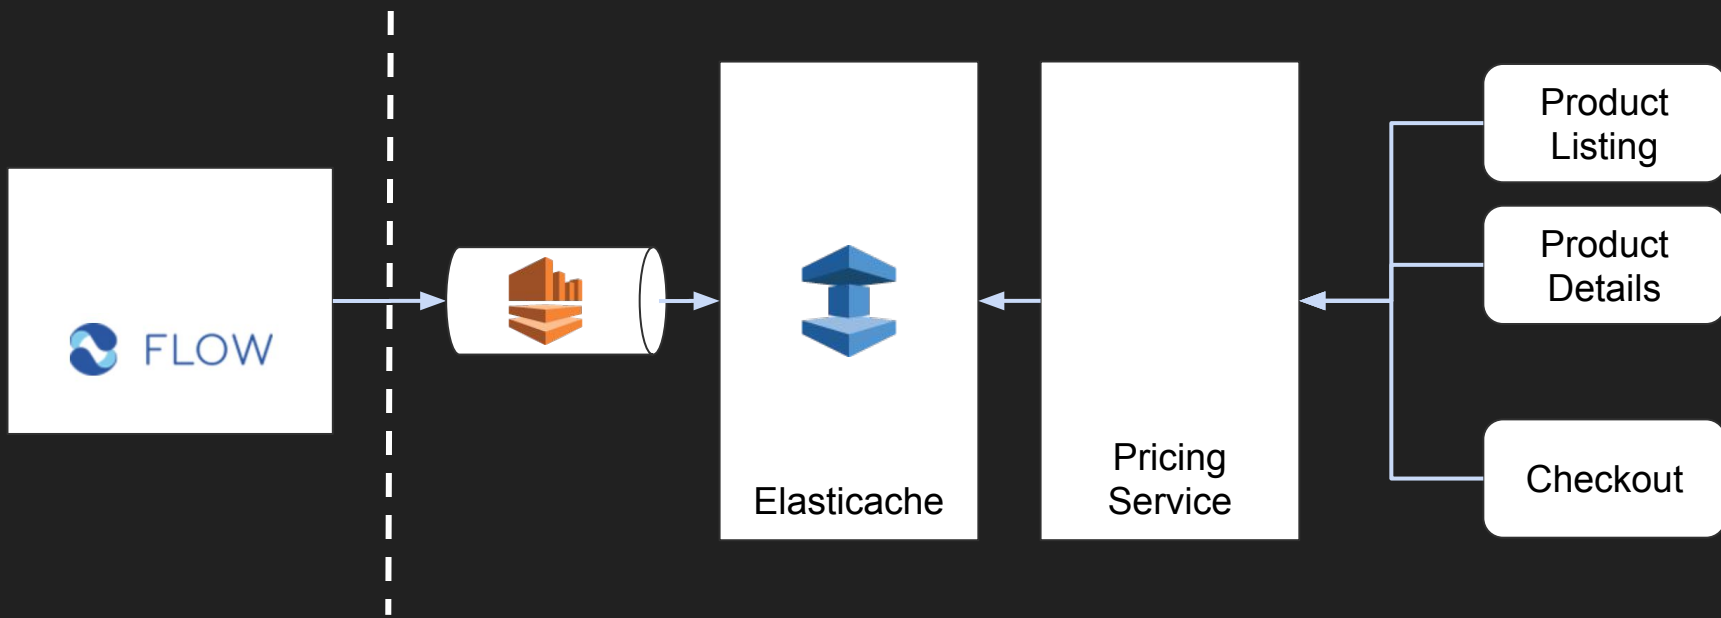 FLOW
Elasticache
Pricing
Service
Product
Listing
Product
Details
Checkout